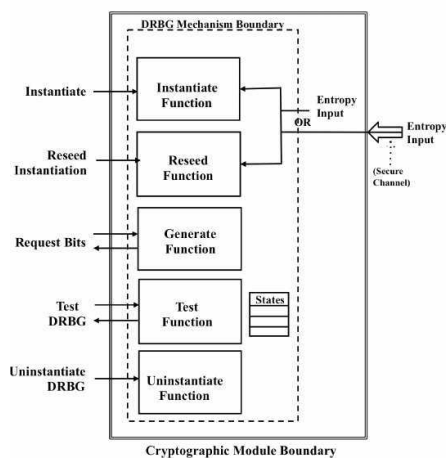 DRBG Mechanism Boundary
Instantiate
Instantiate
Function
Entropy
Input
OR
Entropy
Input
(Secure
Channel)
Reseed
Instantiation
Reseed
Function
Request Bits
Generate
Function
Test
DRBG
Test
Function
States
Uninstantiate
DRBG
Uninstantiate
Function
Cryptographic Module Boundary